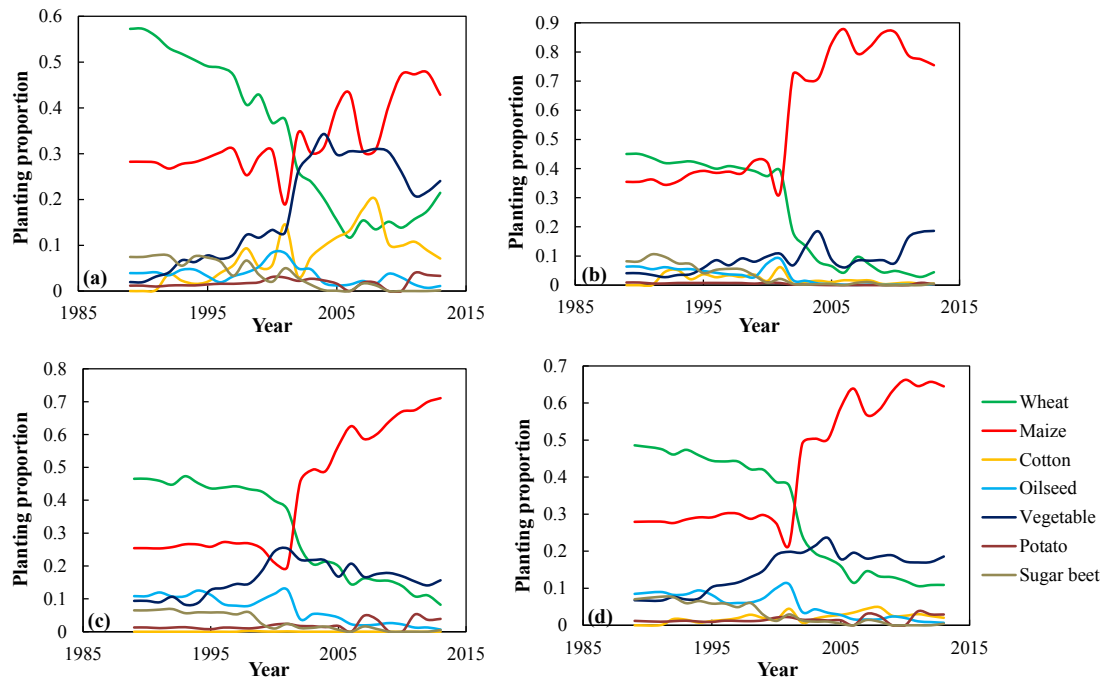 Planting proportion
0.6
0.5
0.4
0.3
0.2
0.1
0
(a)
1985
1995
2005
2015
Year
Planting proportion
0.9
0.8
0.7
0.6
0.5
0.4
0.3
0.2
0.1
0
(b)
1985
1995
2005
2015
Year
Planting proportion
0.8
0.7
0.6
0.5
0.4
0.3
0.2
0.1
0
(c)
1985
1995
2005
2015
Year
Planting proportion
0.7
0.6
0.5
0.4
0.3
0.2
0.1
0
(d)
1985
1995
2005
2015
Year
Wheat
Maize
Cotton
Oilseed
Vegetable
Potato
Sugar beet